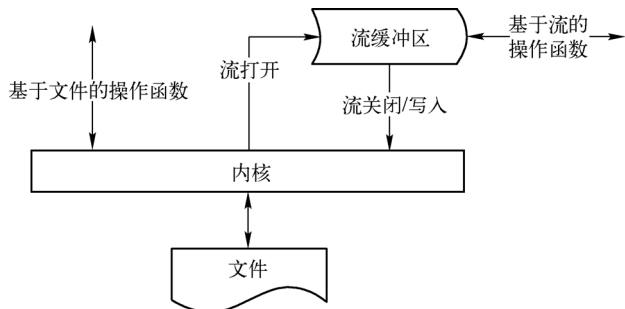 流缓冲区
基于流的
操作函数
流打开
基于文件的操作函数
流关闭/写入
内核
文件